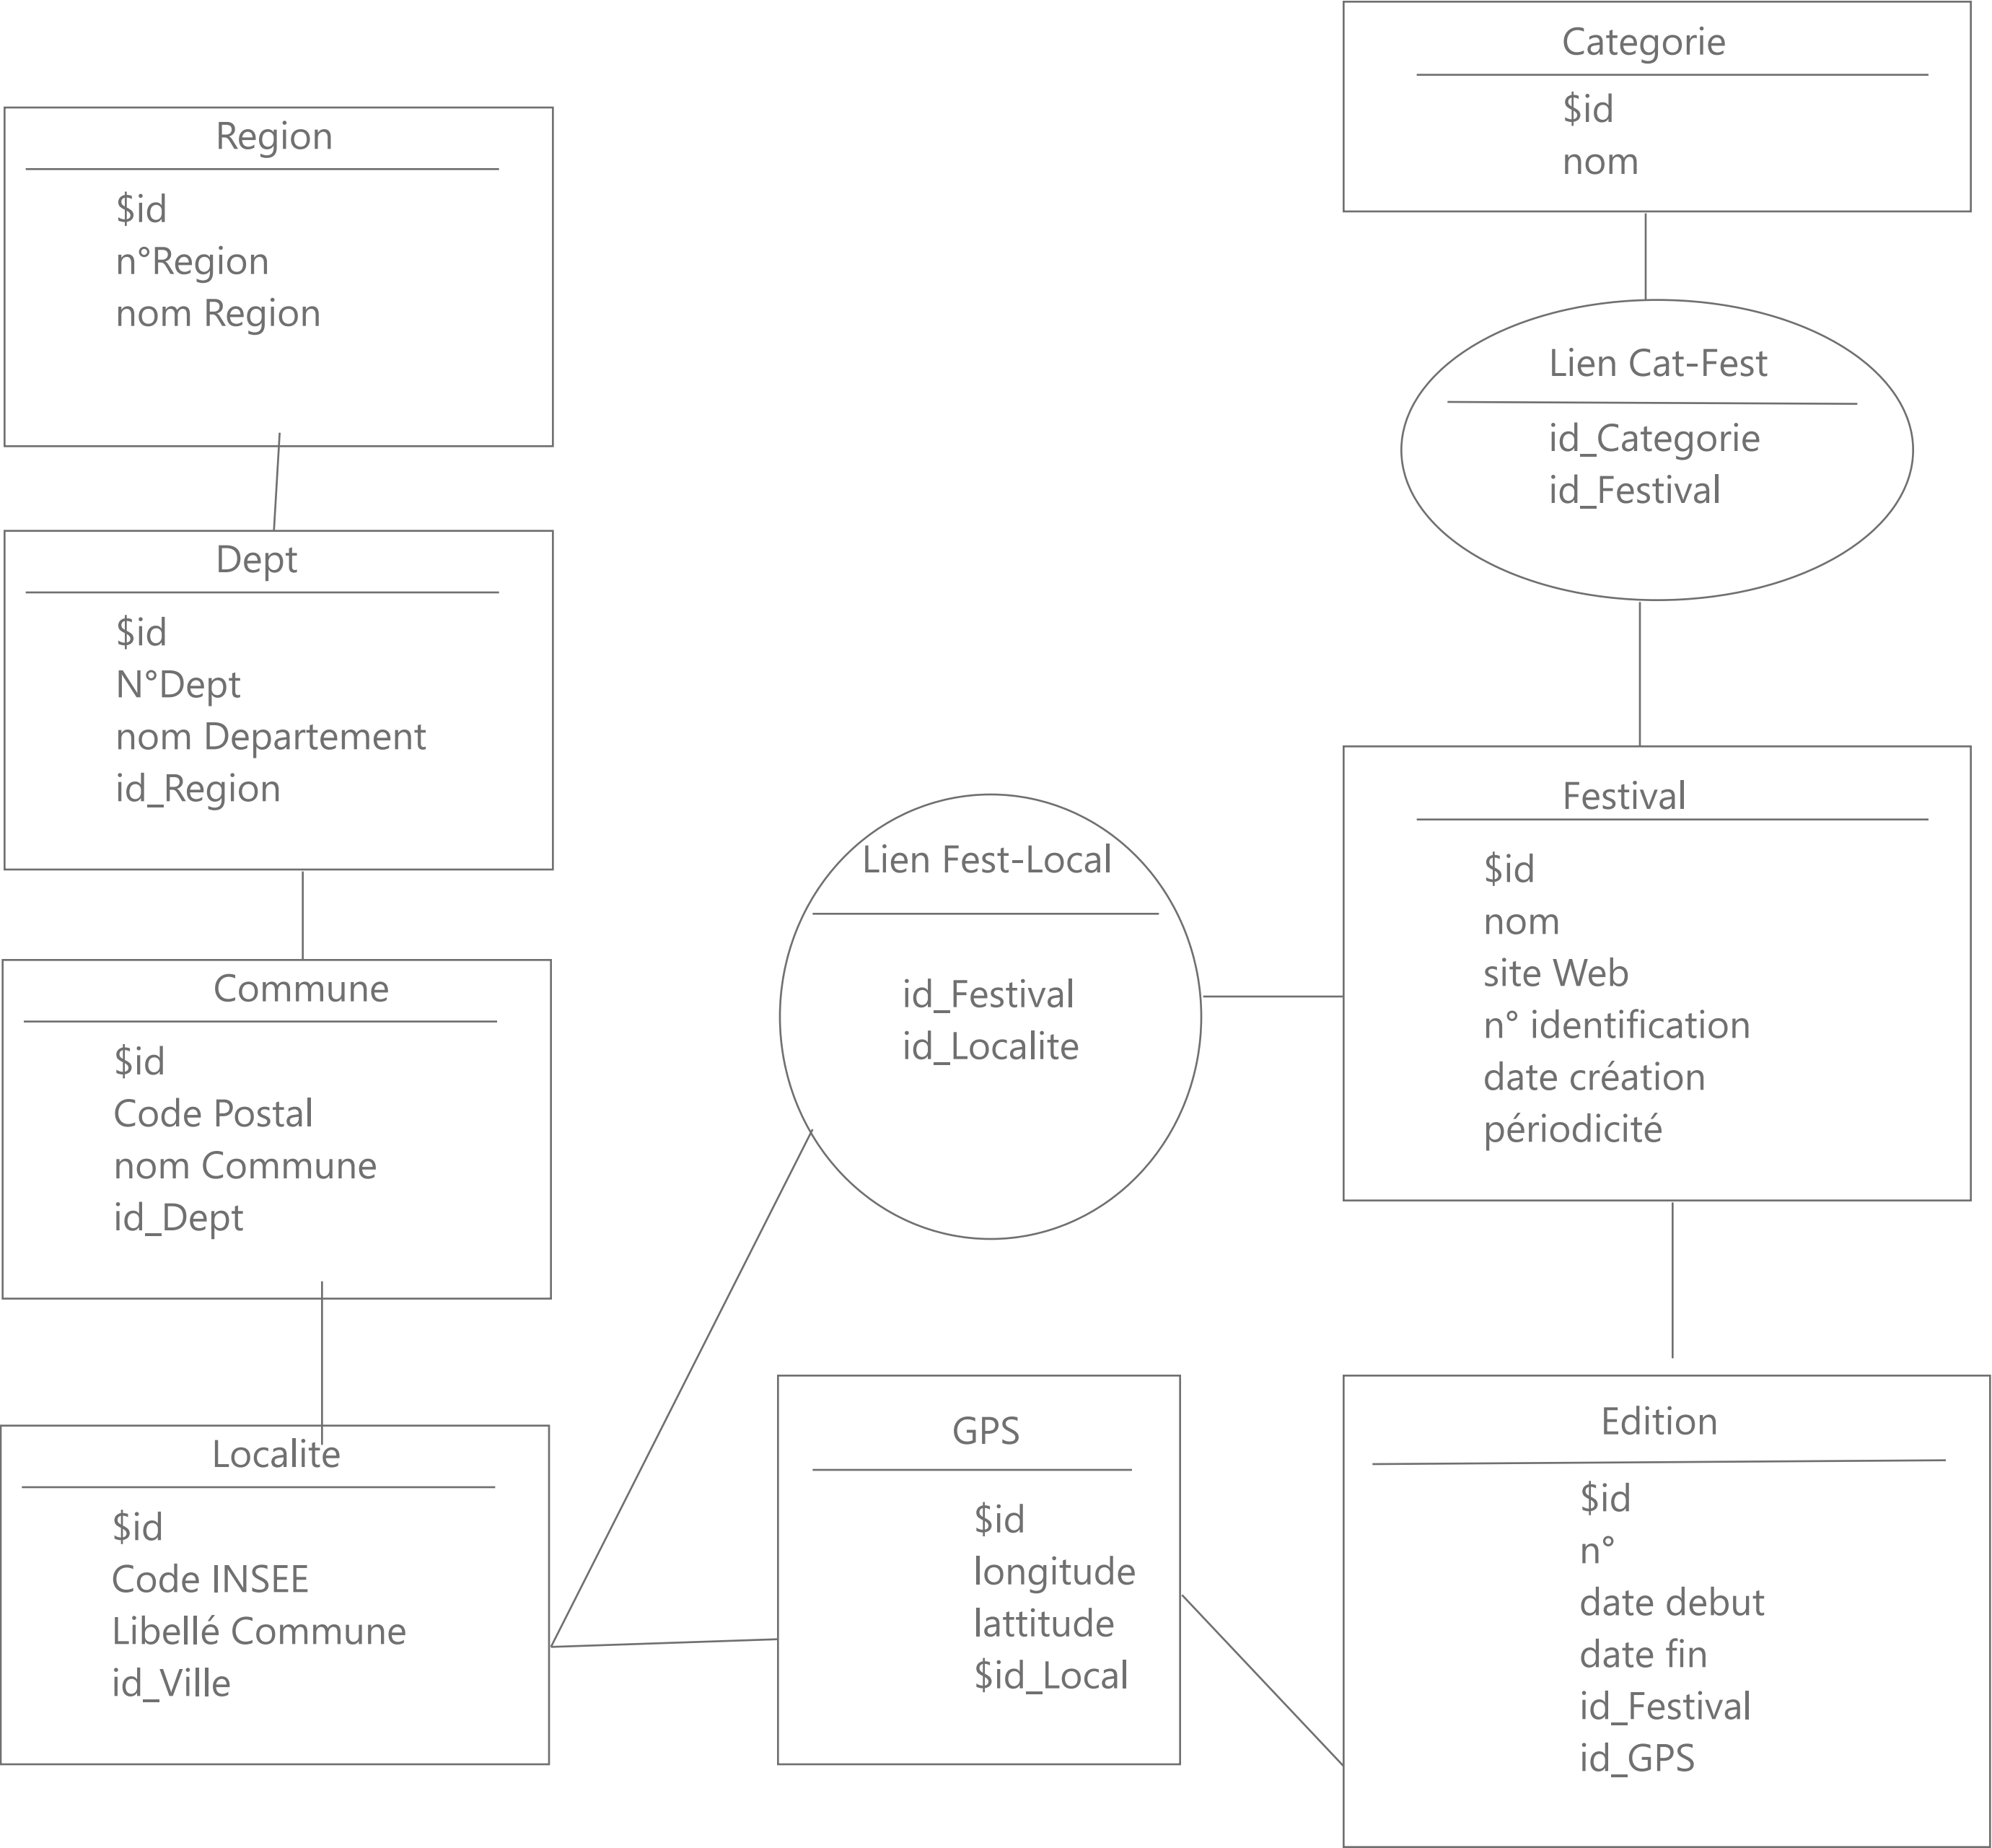 Region
$id
n°Region
nom Region
Dept
$id
N°Dept
nom Departement
id_Region
Commune
$id
Code Postal
nom Commune
id_Dept
Localite
$id
Code INSEE
Libellé Commune
id_Ville
Lien Fest-Local
id_Festival
id_Localite
GPS
$id
longitude
lattitude
$id_Local
Categorie
$id
nom
Lien Cat-Fest
id_Categorie
id_Festival
Festival
$id
nom
site Web
n° identification
date création
périodicité
Edition
$id
n°
date debut
date fin
id_Festival
id_GPS